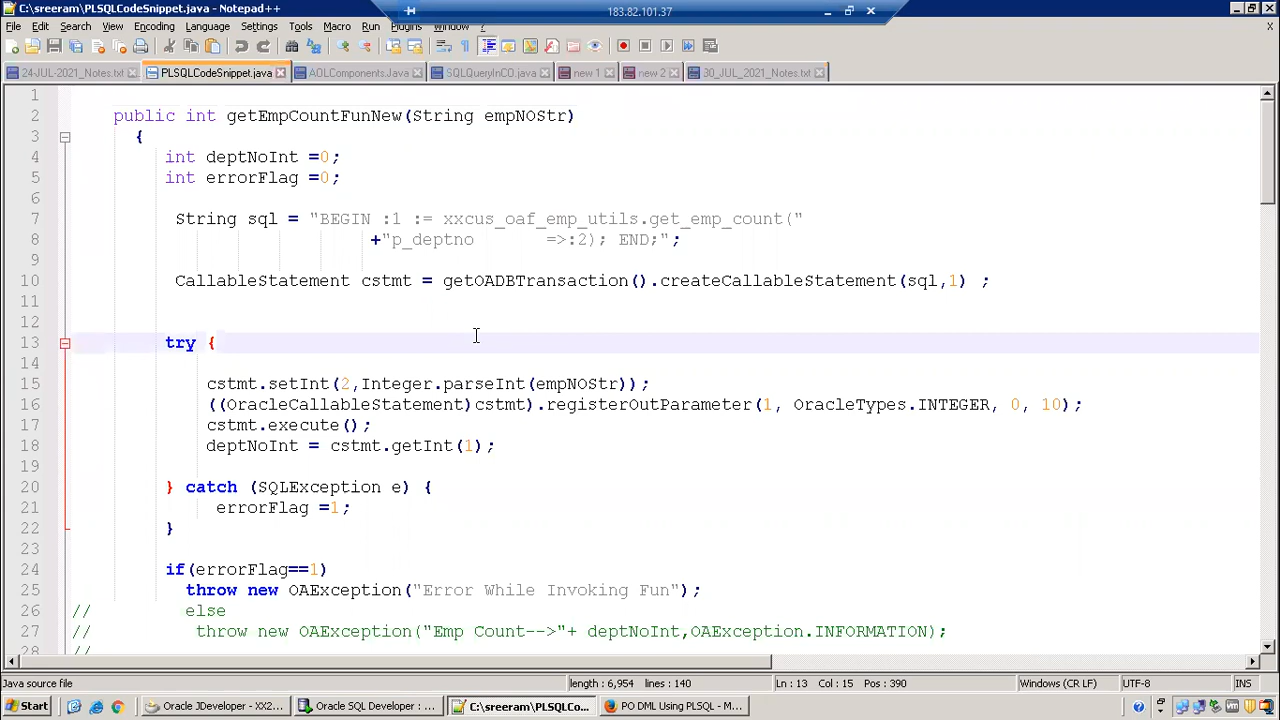 C:\sreeram\PLSQLCodeSnippet.java - Notepad++
183.82.101.37
File Edit Search View Encoding Language Settings Tools Macro Run Plugins Window ?
24-JUL-2021_Notes.txt PLSQLCodeSnippet.java AOLComponents.Java SQLQueryInCO.java new 1 new 2 30_JUL_2021_Notes.txt
1
2 public int getEmpCountFunNew(String empNOStr)
3 {
4 int deptNoInt =0;
5 int errorFlag =0;
6
7 String sql = "BEGIN :1 := xxcus_oaf_emp_utils.get_emp_count("
8 +"p_deptno =>:2); END;";
9
10 CallableStatement cstmt = getOADBTransaction().createCallableStatement(sql,1) ;
11
12
13 try {
14
15 cstmt.setInt(2,Integer.parseInt(empNOStr));
16 ((OracleCallableStatement)cstmt).registerOutParameter(1, OracleTypes.INTEGER, 0, 10);
17 cstmt.execute();
18 deptNoInt = cstmt.getInt(1);
19
20 } catch (SQLException e) {
21 errorFlag =1;
22 }
23
24 if(errorFlag==1)
25 throw new OAException("Error While Invoking Fun");
26 // else
27 // throw new OAException("Emp Count-->"+ deptNoInt,OAException.INFORMATION);
28 //
Java source file length : 6,954 lines : 140 Ln : 13 Col : 15 Pos : 390 Windows (CR LF) UTF-8 INS
Start Oracle JDeveloper - XX2... Oracle SQL Developer : ... C:\sreeram\PLSQLCo... PO DML Using PLSQL - M...